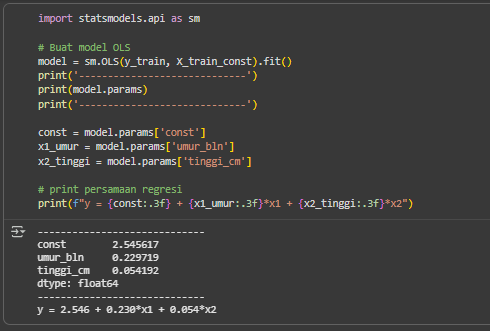 import statsmodels.api as sm
# Buat model OLS
model = sm.OLS(y_train, X_train_const).fit()
print('-----------------------------')
print(model.params)
print('-----------------------------')
const = model.params['const']
x1_umur = model.params['umur_bln']
x2_tinggi = model.params['tinggi_cm']
# print persamaan regresi
print(f"y = {const:.3f} + {x1_umur:.3f}*x1 + {x2_tinggi:.3f}*x2")
-----------------------------
const        2.545617
umur_bln     0.229719
tinggi_cm    0.054192
dtype: float64
-----------------------------
y = 2.546 + 0.230*x1 + 0.054*x2